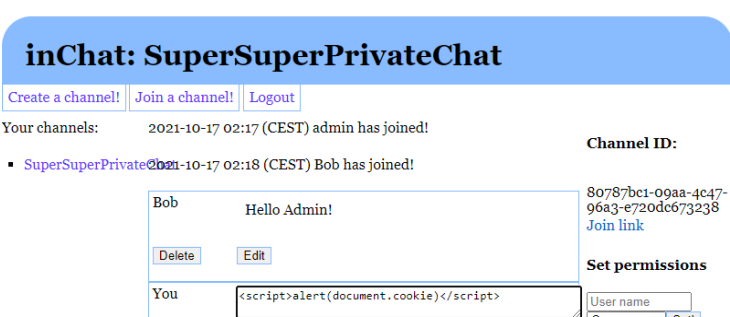 inChat: SuperSuperPrivateChat
Create a channel! Join a channel! Logout
Your channels:
SuperSuperPrivateChat
2021-10-17 02:17 (CEST) admin has joined!
2021-10-17 02:18 (CEST) Bob has joined!
Bob
Hello Admin!
Delete Edit
You
<script>alert(document.cookie)</script>
Channel ID:
80787bc1-09aa-4c47-
96a3-e720dc673238
Join link
Set permissions
User name